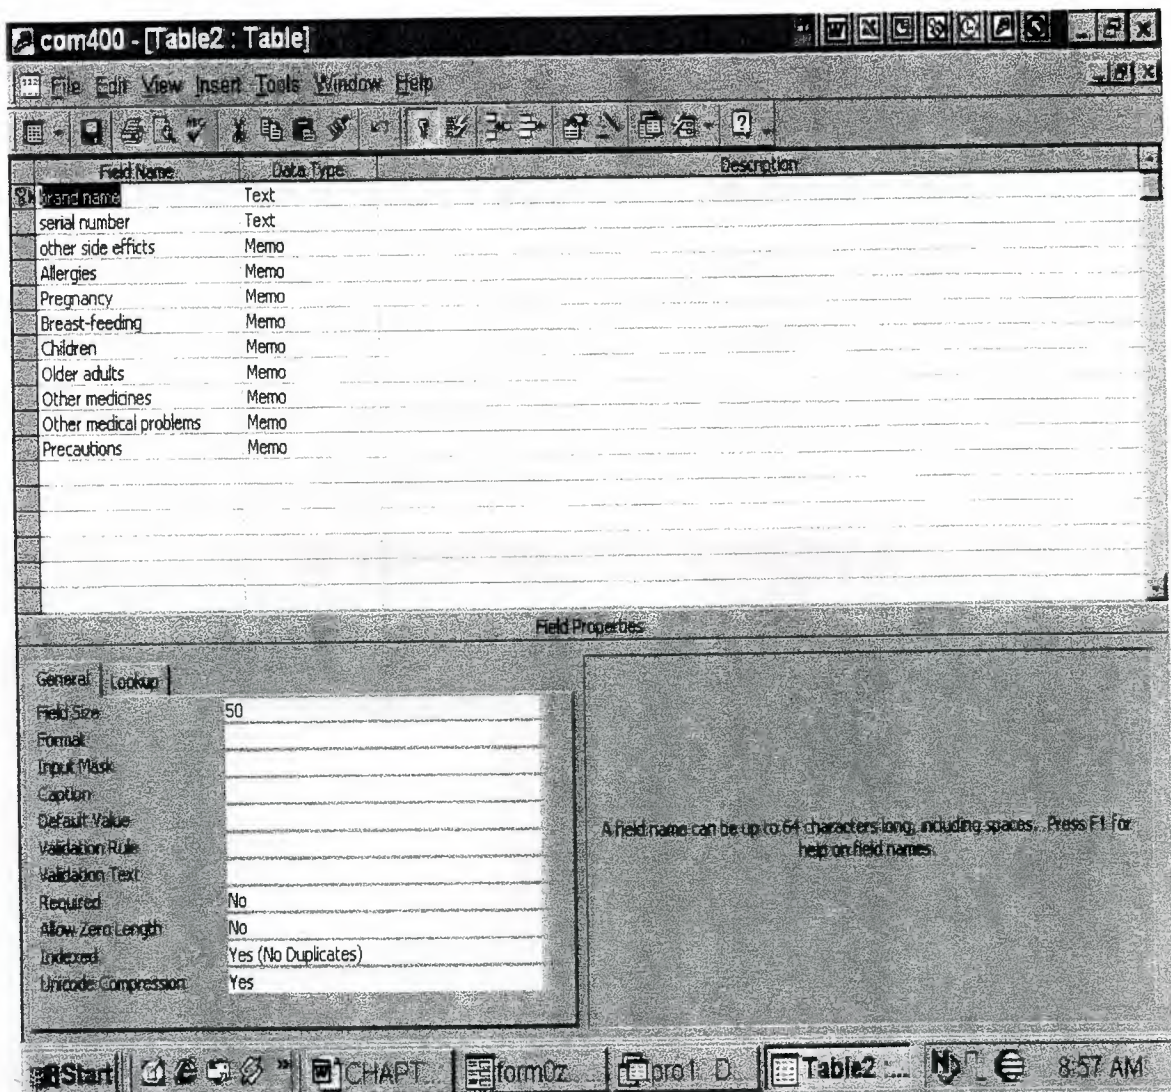 com400 - [Table2 : Table]
File Edit View Insert Tools Window Help
Field Name Data Type Description
brand name Text
serial number Text
other side efficts Memo
Allergies Memo
Pregnancy Memo
Breast-feeding Memo
Children Memo
Older adults Memo
Other medicines Memo
Other medical problems Memo
Precautions Memo
Field Properties
General Lookup
Field Size 50
Format
Input Mask
Caption
Default Value
Validation Rule
Validation Text
Required No
Allow Zero Length No
Indexed Yes (No Duplicates)
Unicode Compression Yes
A field name can be up to 64 characters long, including spaces. Press F1 for
help on field names.
Start CHAPT... form0z pro1 D... Table2 :... 8:57 AM